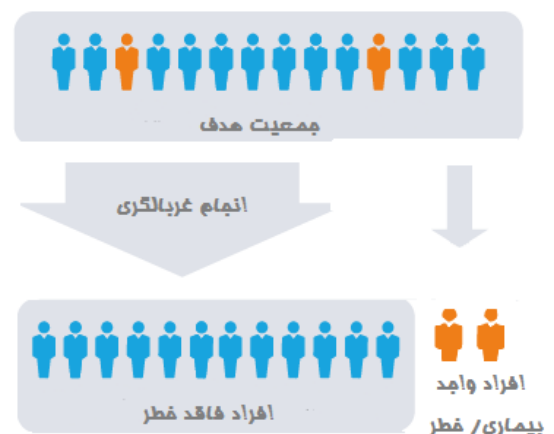 جمعیت هدف
انجام غربالگری
افراد فاقد خطر
افراد واجد
بیماری/ خطر